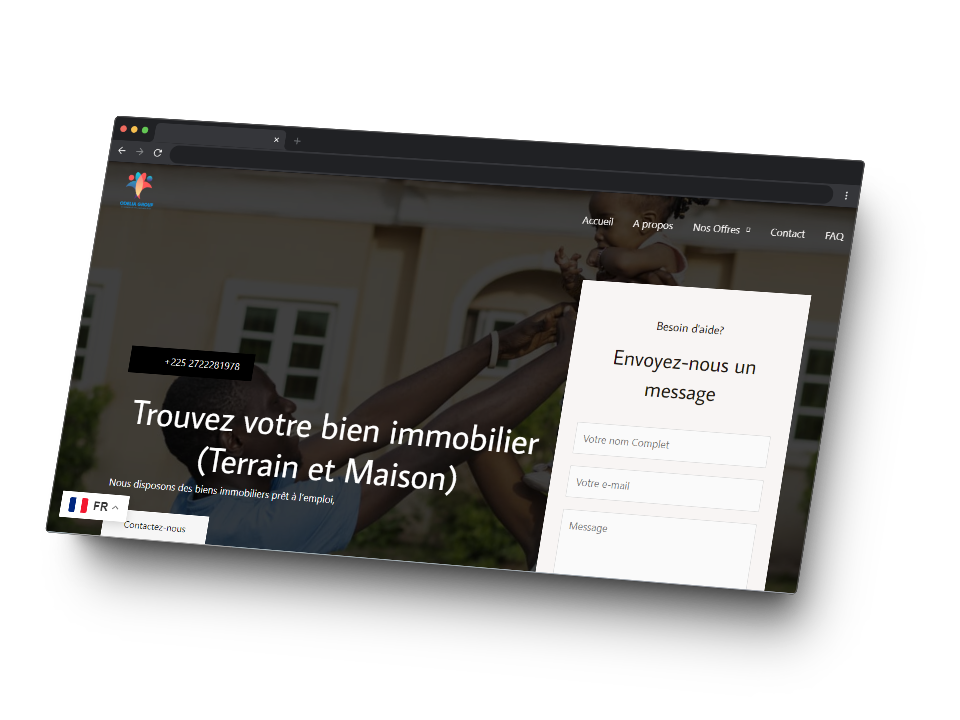 Accueil
A propos
Nos Offres
Contact
FAQ
+225 2722281978
Trouvez votre bien immobilier
(Terrain et Maison)
Nous disposons des biens immobiliers prêt à l'emploi,
Contactez-nous
FR
Besoin d'aide?
Envoyez-nous un
message
Votre nom Complet
Votre e-mail
Message